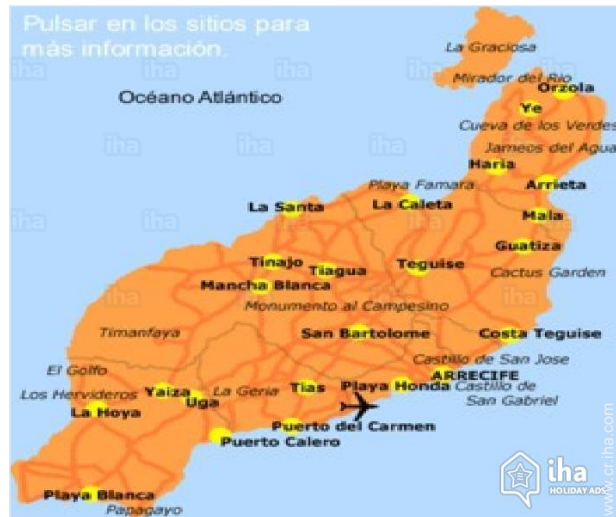 Pulsar en los sitios para
más información.
Océano Atlántico
La Graciosa
Mirador del Rio
Orzola
Ye
Cueva de los Verdes
Jameos del Agua
Haria
Arrieta
Playa Famara
La Caleta
La Santa
Mala
Guatiza
Tinajo
Tiagua
Teguise
Cactus Garden
Mancha Blanca
Monumento al Campesino
Timanfaya
San Bartolome
Costa Teguise
Castillo de San Jose
El Golfo
ARRECIFE
Los Hervideros
Yaiza
La Geria
Tias
Playa Honda
Castillo de
San Gabriel
Uga
La Hoya
Puerto del Carmen
Puerto Calero
Playa Blanca
Papagayo
iha
HOLIDAY ADS
www.cr.iha.com